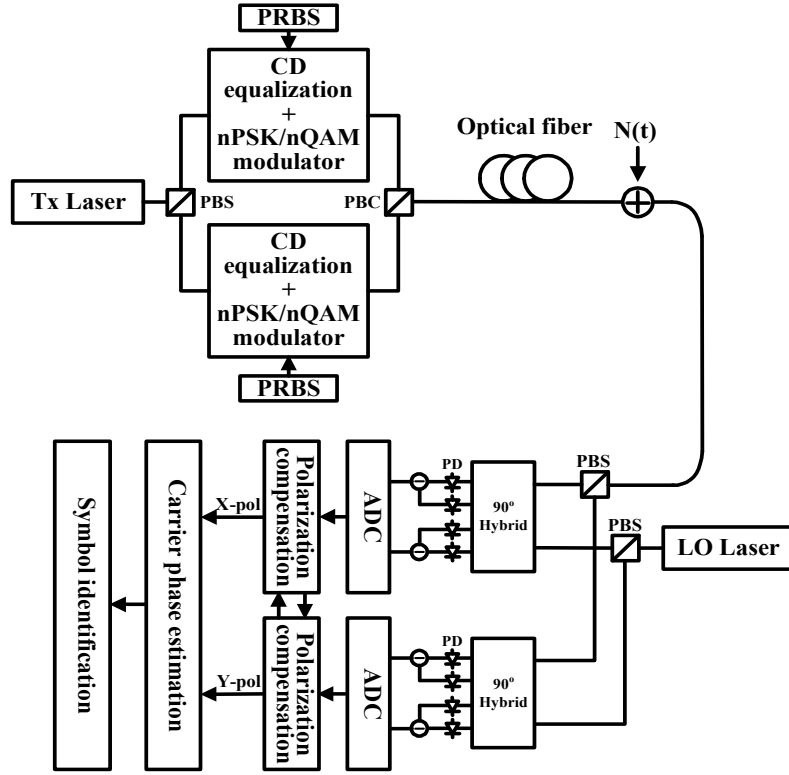 PRBS
CD
equalization
+
nPSK/nQAM
modulator
Optical fiber
N(t)
Tx Laser
PBS
PBC
CD
equalization
+
nPSK/nQAM
modulator
PRBS
Symbol identification
Carrier phase estimation
X-pol
Polarization
compensation
ADC
PD
90°
Hybrid
PBS
PBS
LO Laser
Y-pol
Polarization
compensation
ADC
PD
90°
Hybrid